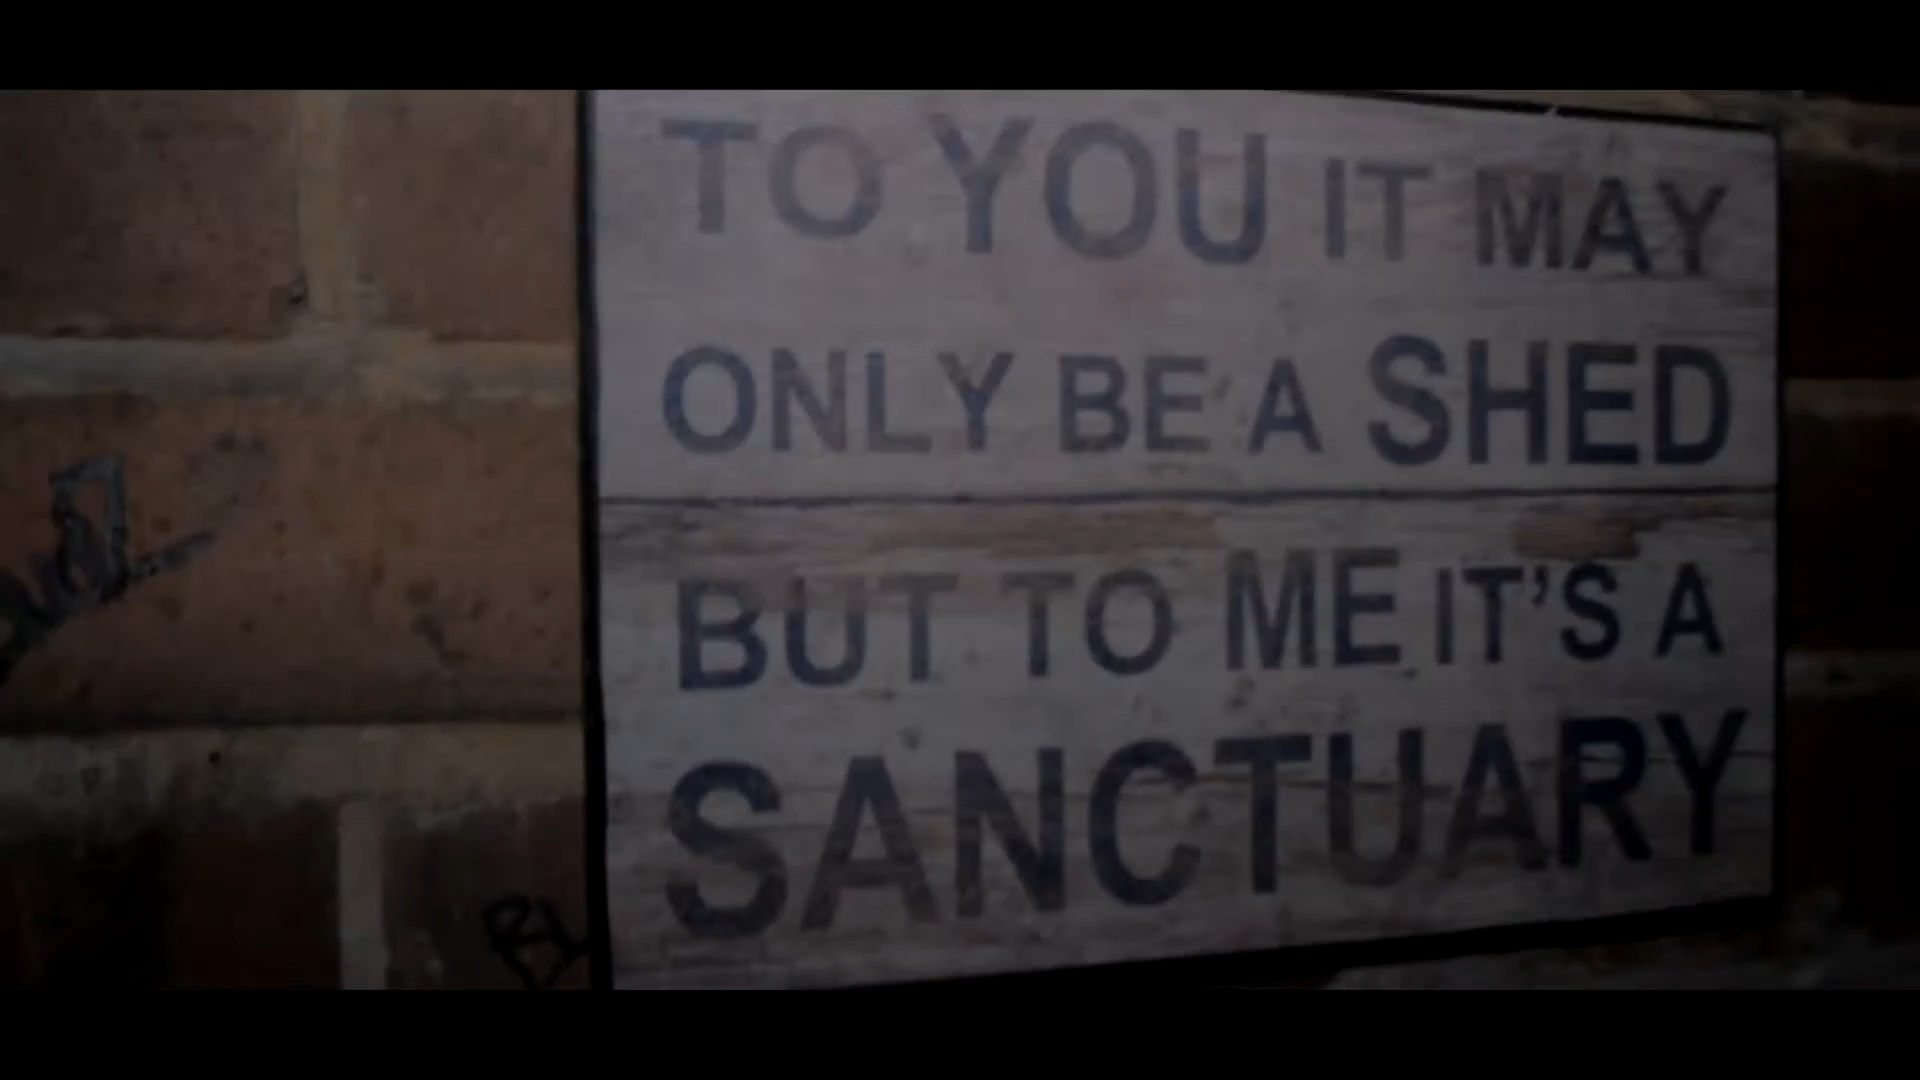 TO YOU IT MAY
ONLY BE A SHED
BUT TO ME IT'S A
SANCTUARY